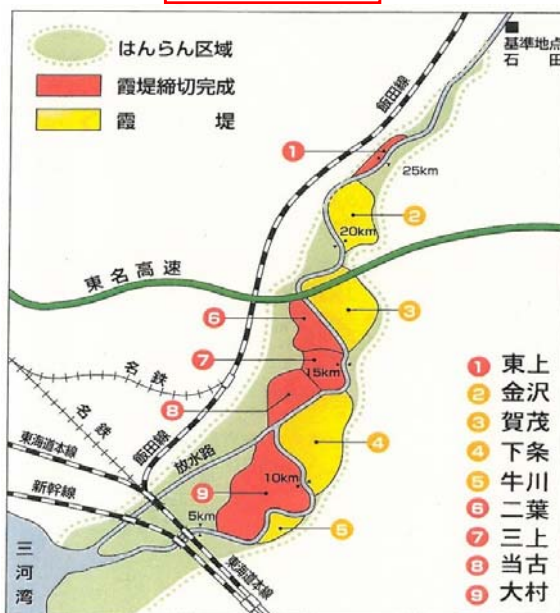 はんらん区域
霞堤締切完成
霞 堤
基準地点
石 田
飯田線
1
25km
2
20km
東名高速
3
6
7
15km
8
名鉄
名鉄
東海道本線
新幹線
飯田線
放水路
4
10km
9
5km
5
三河湾
東海道本線
1 東上
2 金沢
3 賀茂
4 下条
5 牛川
6 二葉
7 三上
8 当古
9 大村